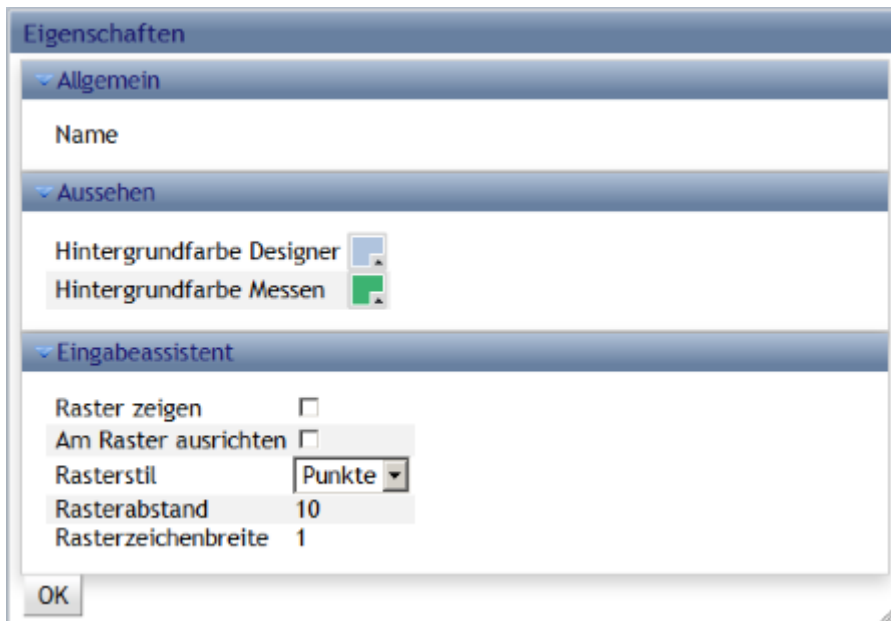 Eigenschaften
Allgemein
Name
Aussehen
Hintergrundfarbe Designer
Hintergrundfarbe Messen
Eingabeassistent
Raster zeigen
Am Raster ausrichten
Rasterstil Punkte
Rasterabstand 10
Rasterzeichenbreite 1
OK